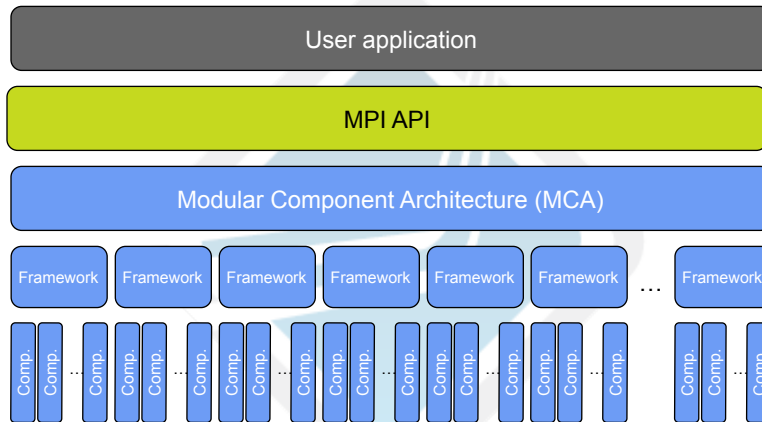 User application
MPI API
Modular Component Architecture (MCA)
Framework Framework Framework Framework Framework Framework ... Framework
Comp. Comp. ... Comp. Comp. Comp. ... Comp. Comp. Comp. ... Comp. Comp. Comp. ... Comp. Comp. Comp. ... Comp. Comp. Comp. ... Comp. Comp. Comp. ... Comp.